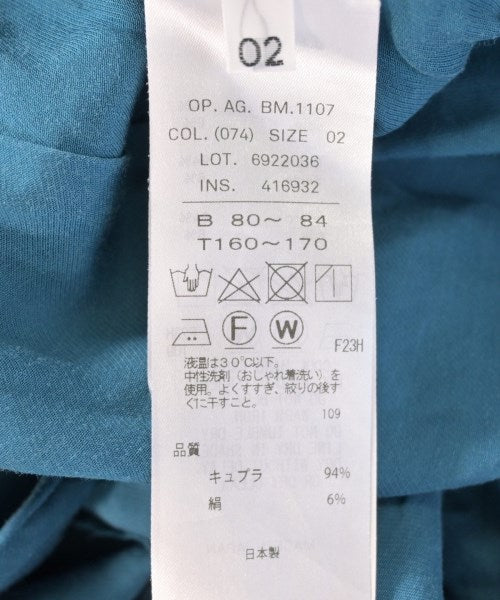 02
OP. AG. BM.1107
COL. (074) SIZE 02
LOT. 6922036
INS. 416932
B 80～ 84
T160～170
F W
F23H
液温は30℃以下。
中性洗剤（おしゃれ着洗い）を
使用。よくすすぎ、絞りの後す
ぐに干すこと。
109
品質
キュプラ 94%
絹 6%
日本製